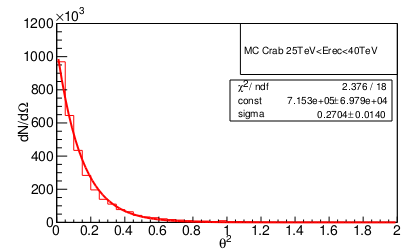 ×10³
MC Crab 25TeV<Erec<40TeV
χ² / ndf 2.376 / 18
const 7.153e+05±6.979e+04
sigma 0.2704±0.0140
dN/dΩ
1200
1000
800
600
400
200
0
0 0.2 0.4 0.6 0.8 1 1.2 1.4 1.6 1.8 2
θ²